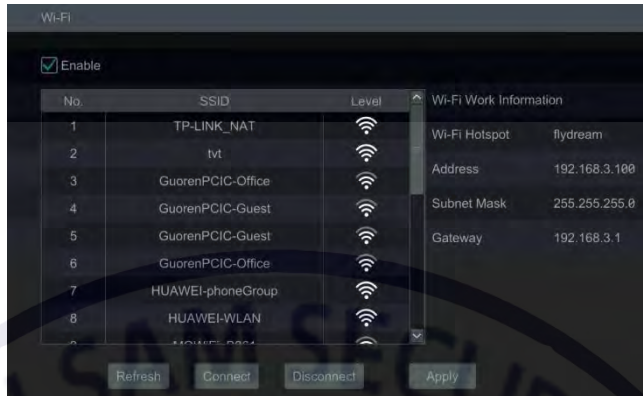 Wi-Fi
Enable
No. SSID Level
1 TP-LINK_NAT
2 tvt
3 GuorenPCIC-Office
4 GuorenPCIC-Guest
5 GuorenPCIC-Guest
6 GuorenPCIC-Office
7 HUAWEI-phoneGroup
8 HUAWEI-WLAN
Wi-Fi Work Information
Wi-Fi Hotspot flydream
Address 192.168.3.100
Subnet Mask 255.255.255.0
Gateway 192.168.3.1
Refresh Connect Disconnect Apply